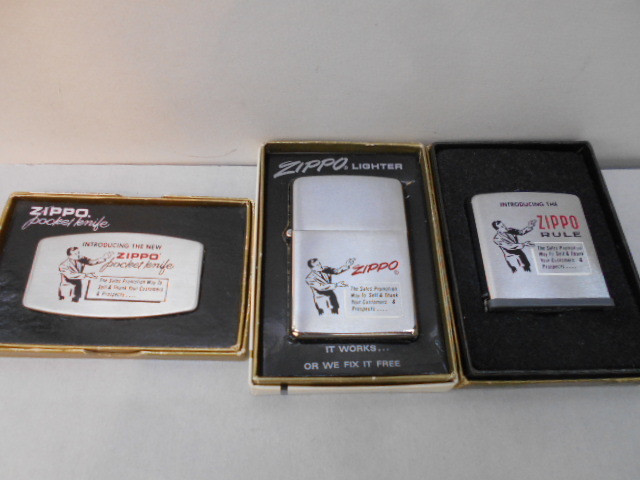 ZIPPO
pocket knife
INTRODUCING THE NEW
ZIPPO
pocket knife
The Sales Promotion Way To
Sell & Thank Your Customers
& Prospects.....
ZIPPO LIGHTER
ZIPPO
The Sales Promotion
Way To Sell & Thank
Your Customers &
Prospects.....
IT WORKS...
OR WE FIX IT FREE
INTRODUCING THE
ZIPPO
RULE
The Sales Promotion
Way To Sell & Thank
Your Customers &
Prospects.....